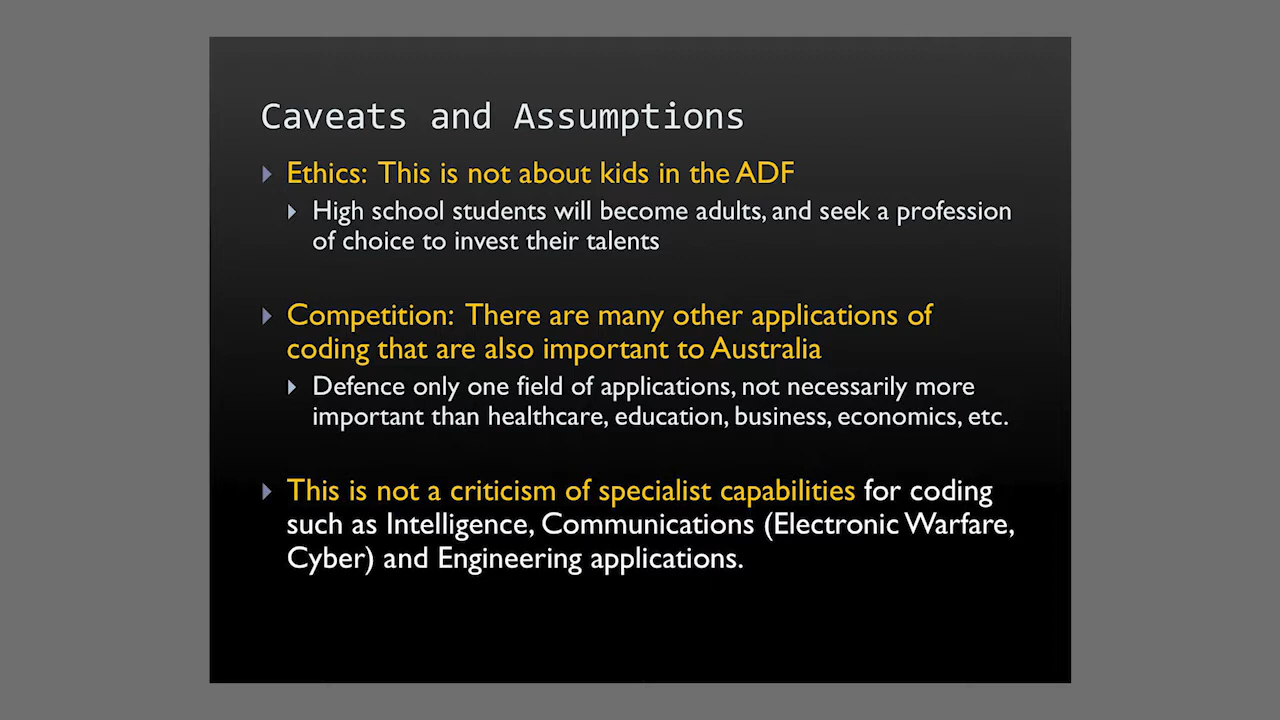 Caveats and Assumptions
Ethics: This is not about kids in the ADF
High school students will become adults, and seek a profession
of choice to invest their talents
Competition: There are many other applications of
coding that are also important to Australia
Defence only one field of applications, not necessarily more
important than healthcare, education, business, economics, etc.
This is not a criticism of specialist capabilities for coding
such as Intelligence, Communications (Electronic Warfare,
Cyber) and Engineering applications.